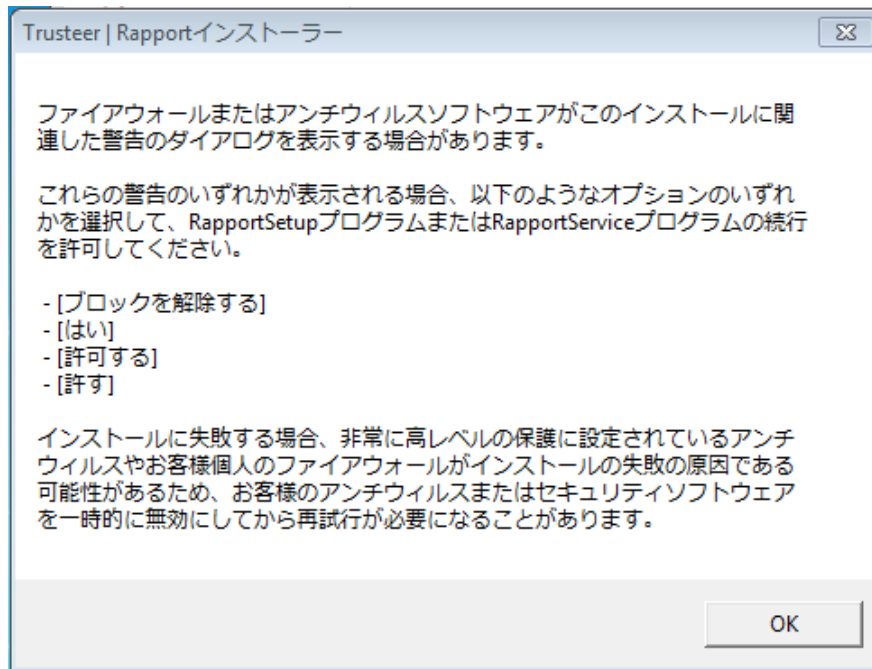 Trusteer | Rapportインストーラー
ファイアウォールまたはアンチウィルスソフトウェアがこのインストールに関
連した警告のダイアログを表示する場合があります。
これらの警告のいずれかが表示される場合、以下のようなオプションのいずれ
かを選択して、RapportSetupプログラムまたはRapportServiceプログラムの続行
を許可してください。
- [ブロックを解除する]
- [はい]
- [許可する]
- [許す]
インストールに失敗する場合、非常に高レベルの保護に設定されているアンチ
ウィルスやお客様個人のファイアウォールがインストールの失敗の原因である
可能性があるため、お客様のアンチウィルスまたはセキュリティソフトウェア
を一時的に無効にしてから再試行が必要になることがあります。
OK